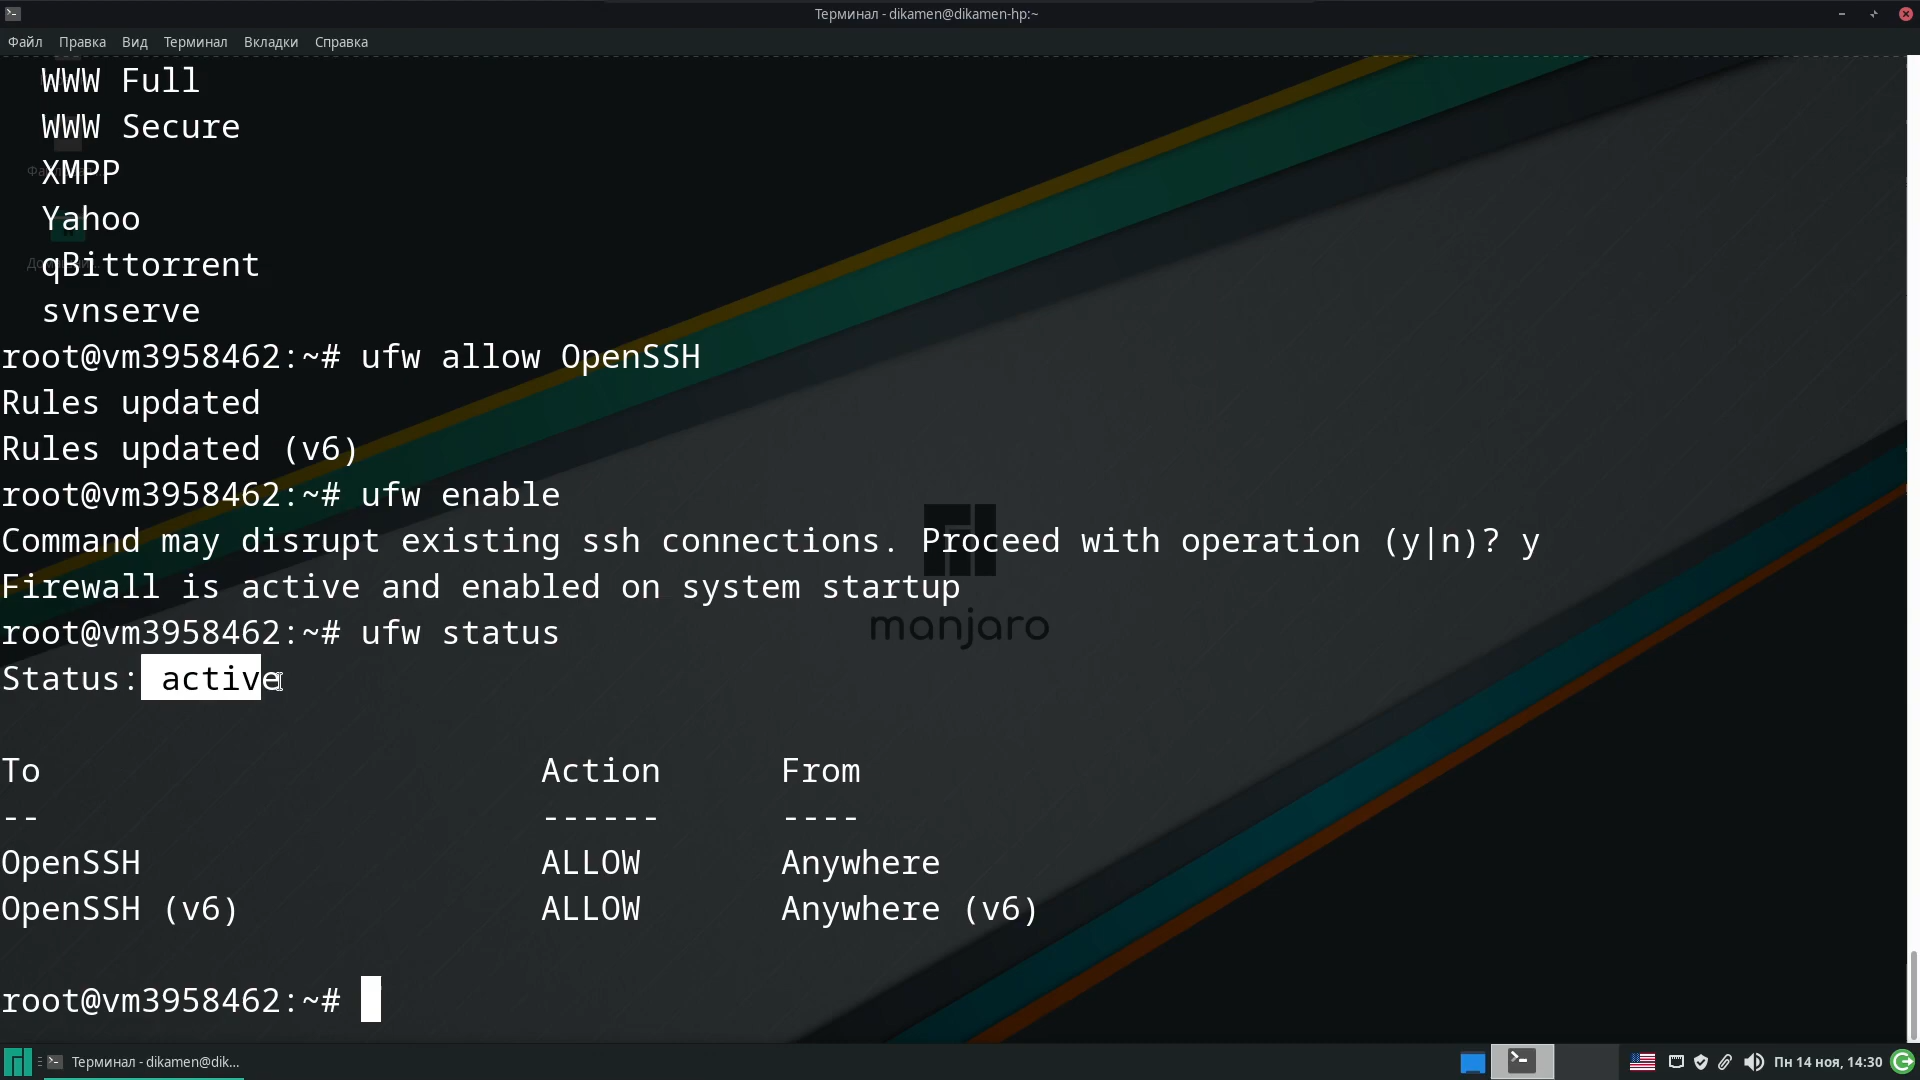 Терминал - dikamen@dikamen-hp:~
Файл Правка Вид Терминал Вкладки Справка
WWW Full
WWW Secure
XMPP
Yahoo
qBittorrent
svnserve
root@vm3958462:~# ufw allow OpenSSH
Rules updated
Rules updated (v6)
root@vm3958462:~# ufw enable
Command may disrupt existing ssh connections. Proceed with operation (y|n)? y
Firewall is active and enabled on system startup
root@vm3958462:~# ufw status
manjaro
Status: active
To Action From
-- ------ ----
OpenSSH ALLOW Anywhere
OpenSSH (v6) ALLOW Anywhere (v6)
root@vm3958462:~#
Терминал - dikamen@dik... Пн 14 ноя, 14:30